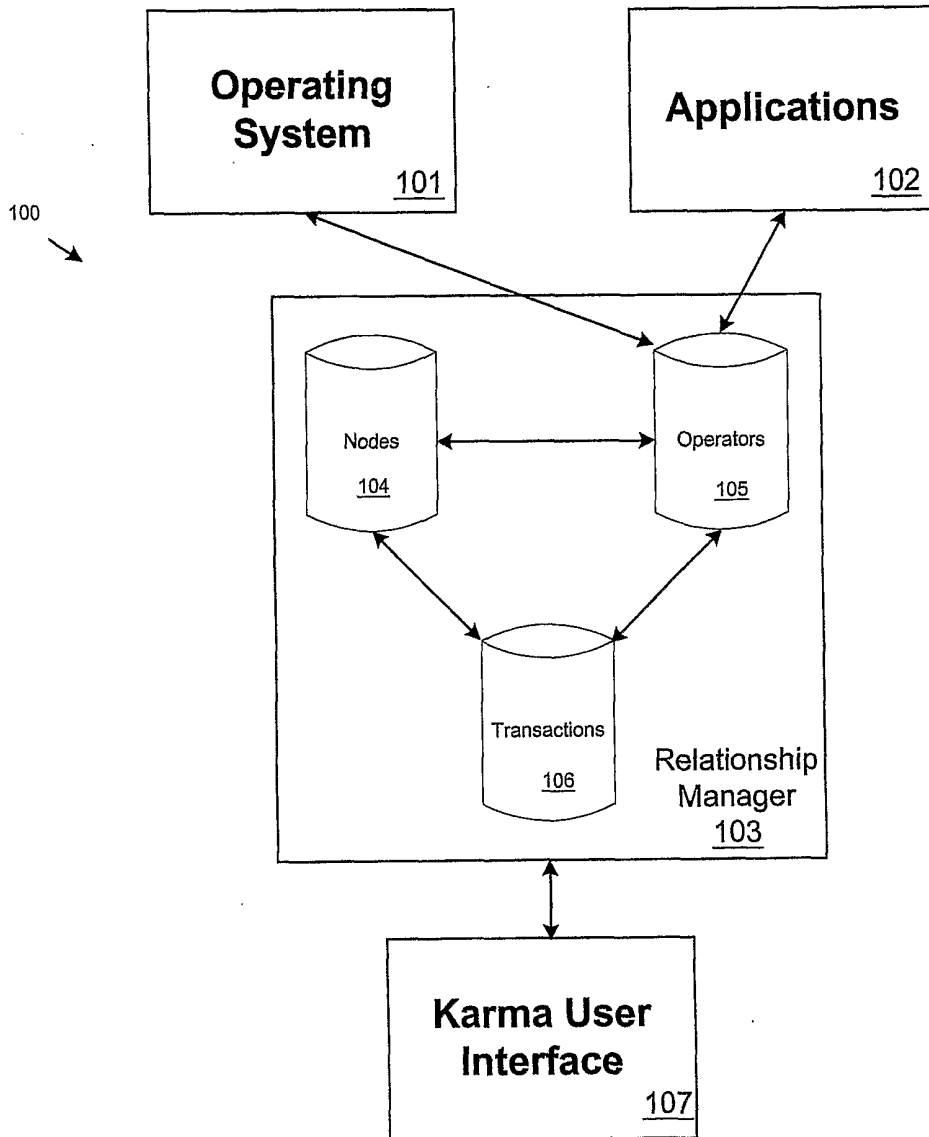 Operating
System
101
Applications
102
100
Nodes
104
Operators
105
Transactions
106
Relationship
Manager
103
Karma User
Interface
107